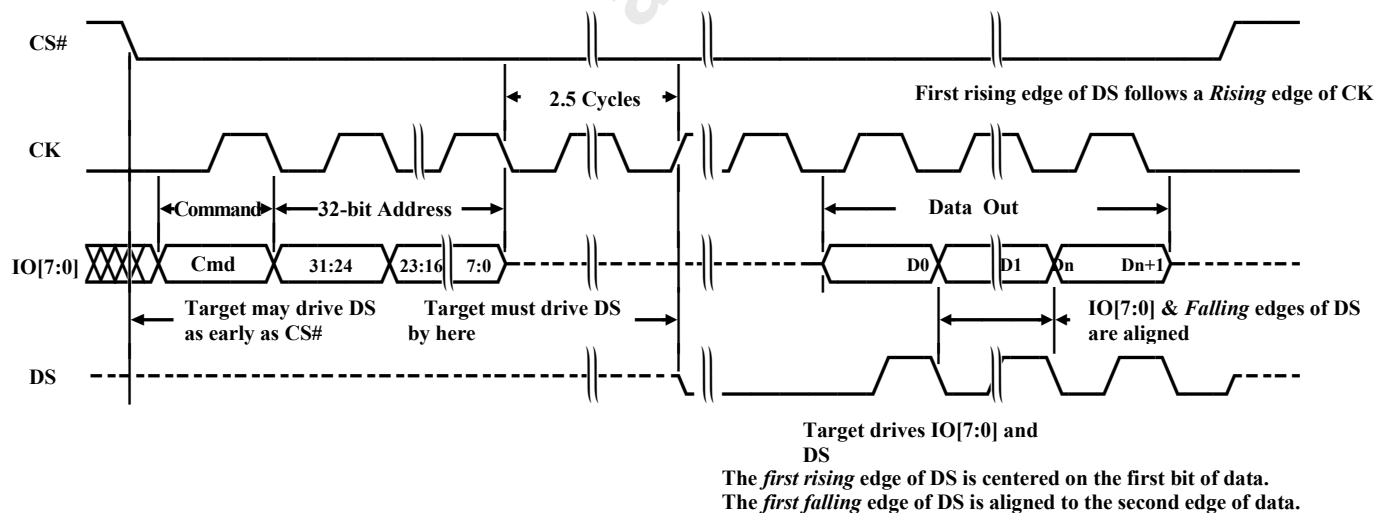 CS#
2.5 Cycles
First rising edge of DS follows a Rising edge of CK
CK
Command
32-bit Address
Data Out
IO[7:0]
Cmd
31:24
23:16
7:0
D0
D1
Dn
Dn+1
Target may drive DS
as early as CS#
Target must drive DS
by here
IO[7:0] & Falling edges of DS
are aligned
DS
Target drives IO[7:0] and
DS
The first rising edge of DS is centered on the first bit of data.
The first falling edge of DS is aligned to the second edge of data.